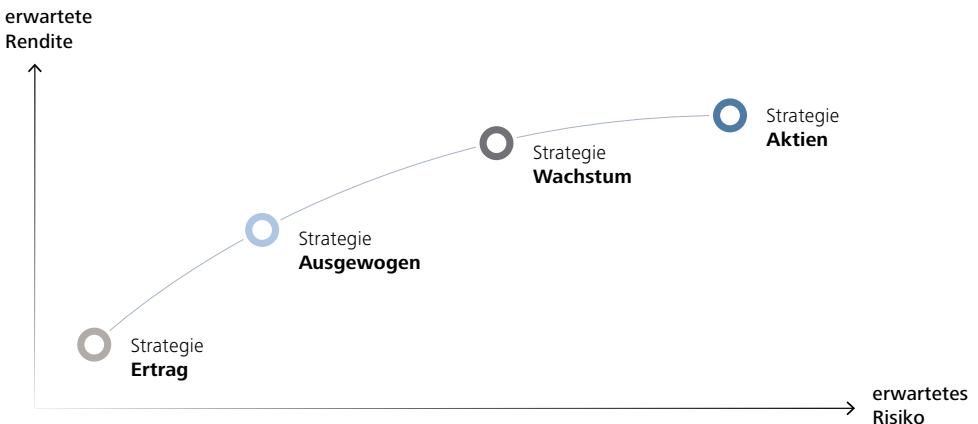 erwartete
Rendite
Strategie
Aktien
Strategie
Wachstum
Strategie
Ausgewogen
Strategie
Ertrag
erwartetes
Risiko